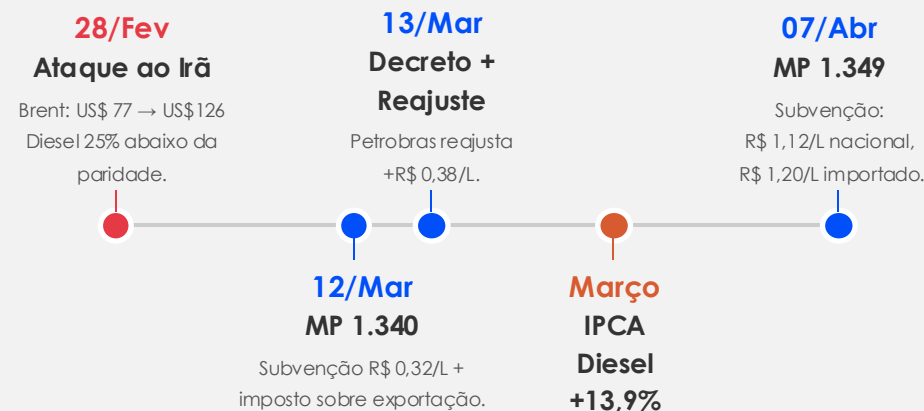 28/Fev
Ataque ao Irã
Brent: US$ 77 → US$126
Diesel 25% abaixo da
paridade.
12/Mar
MP 1.340
Subvenção R$ 0,32/L +
imposto sobre exportação.
13/Mar
Decreto +
Reajuste
Petrobras reajusta
+R$ 0,38/L.
Março
IPCA
Diesel
+13,9%
07/Abr
MP 1.349
Subvenção:
R$ 1,12/L nacional,
R$ 1,20/L importado.